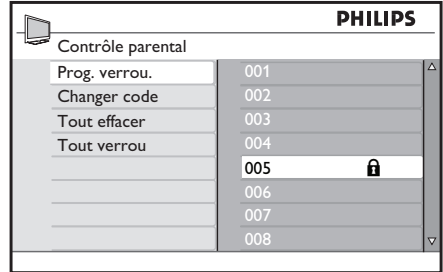 PHILIPS
Contrôle parental
Prog. verrou.
Changer code
Tout effacer
Tout verrou
001
002
003
004
005
006
007
008